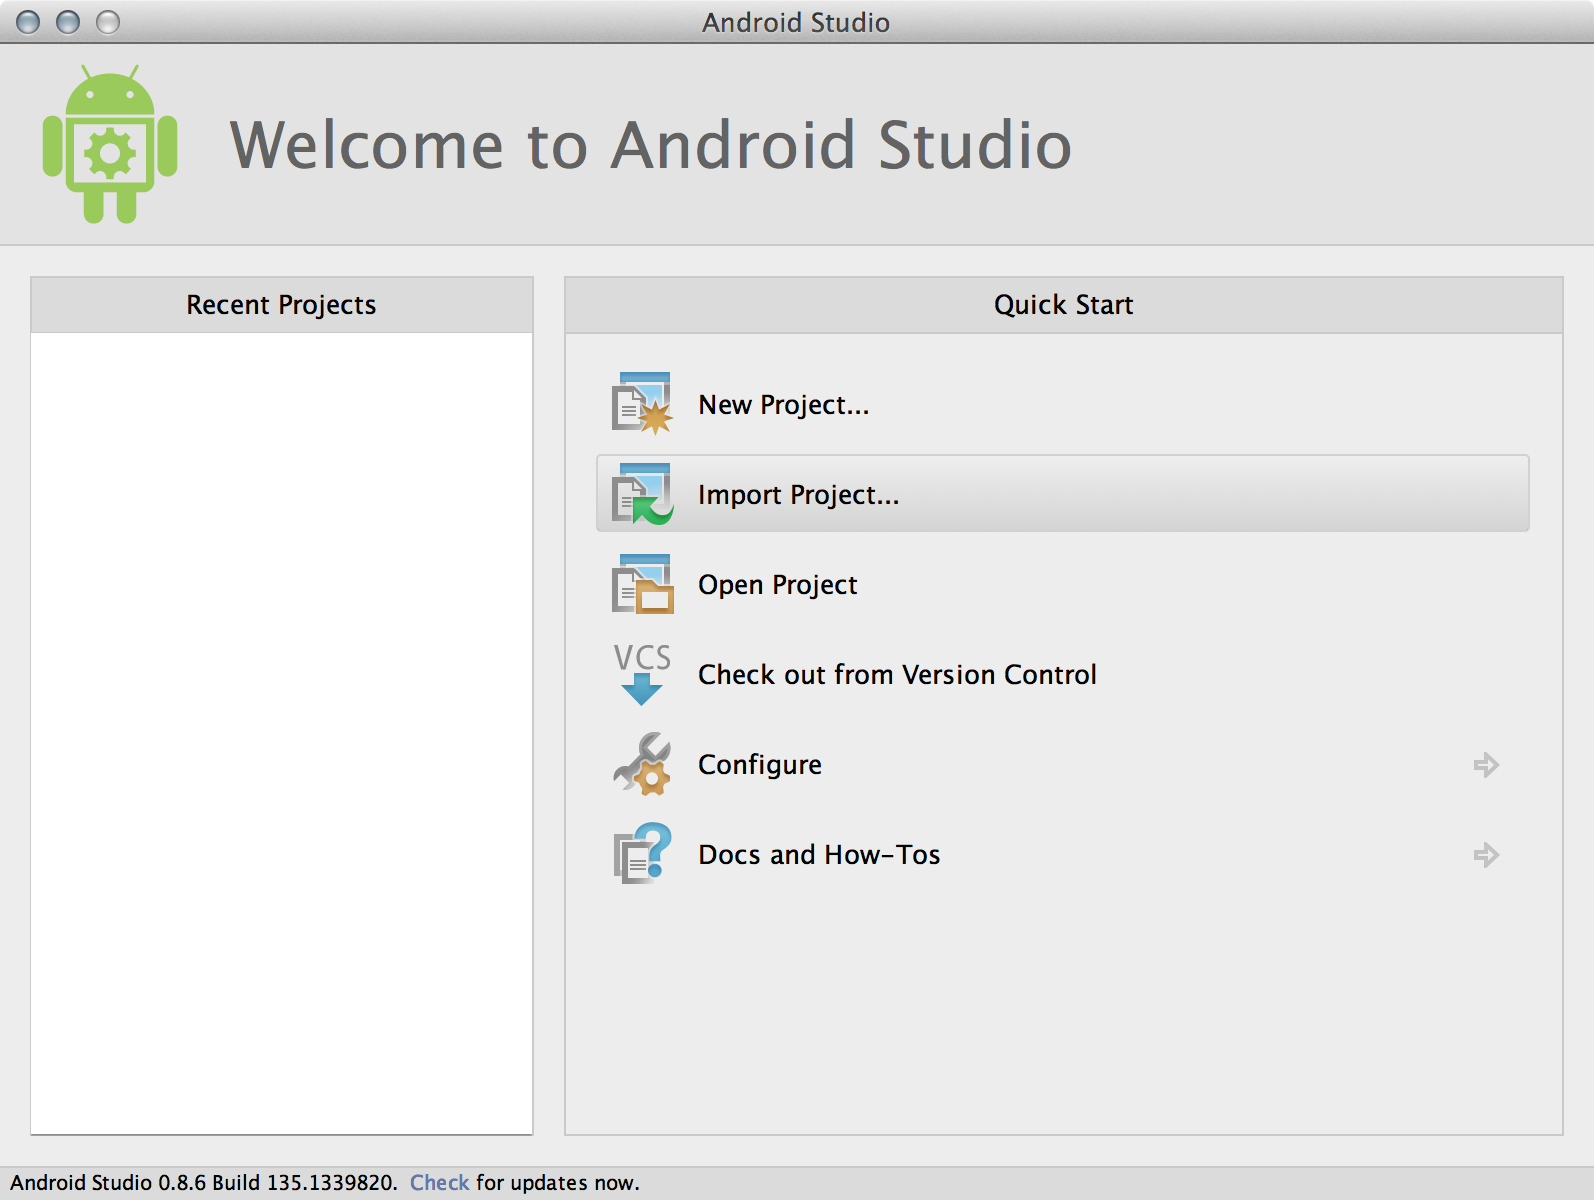 Android Studio
Welcome to Android Studio
Recent Projects
Quick Start
New Project...
Import Project...
Open Project
VCS
Check out from Version Control
Configure
Docs and How-Tos
Android Studio 0.8.6 Build 135.1339820. Check for updates now.